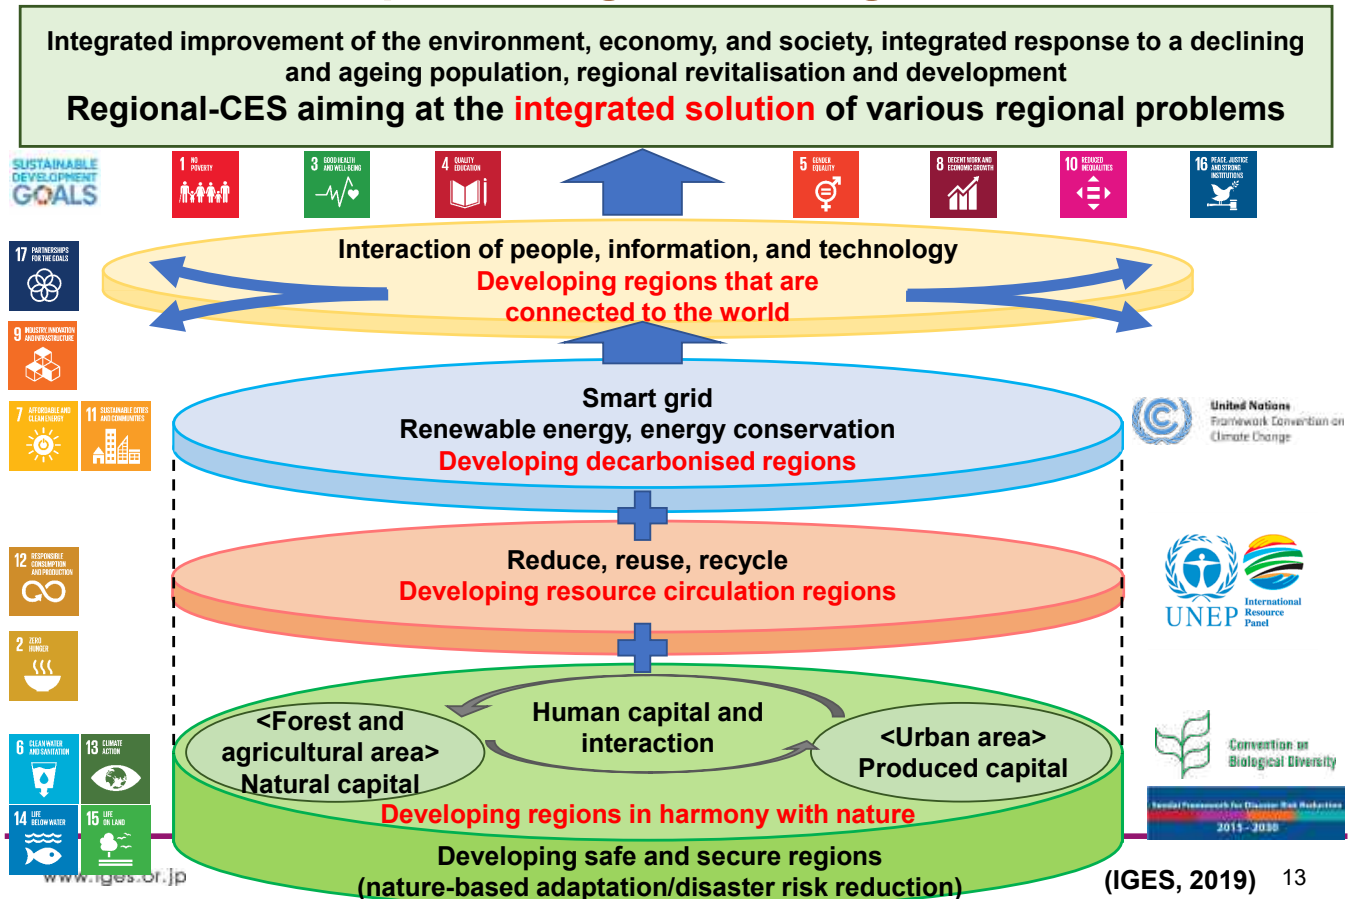 Integrated improvement of the environment, economy, and society, integrated response to a declining
and ageing population, regional revitalisation and development
Regional-CES aiming at the integrated solution of various regional problems
SUSTAINABLE
DEVELOPMENT
GOALS
1 NO
POVERTY
3 GOOD HEALTH
AND WELL-BEING
4 QUALITY
EDUCATION
5 GENDER
EQUALITY
8 DECENT WORK AND
ECONOMIC GROWTH
10 REDUCED
INEQUALITIES
16 PEACE, JUSTICE
AND STRONG
INSTITUTIONS
17 PARTNERSHIPS
FOR THE GOALS
Interaction of people, information, and technology
Developing regions that are
connected to the world
9 INDUSTRY, INNOVATION
AND INFRASTRUCTURE
7 AFFORDABLE AND
CLEAN ENERGY
11 SUSTAINABLE CITIES
AND COMMUNITIES
Smart grid
Renewable energy, energy conservation
Developing decarbonised regions
United Nations
Framework Convention on
Climate Change
12 RESPONSIBLE
CONSUMPTION
AND PRODUCTION
Reduce, reuse, recycle
Developing resource circulation regions
UNEP
International
Resource
Panel
2 ZERO
HUNGER
6 CLEAN WATER
AND SANITATION
13 CLIMATE
ACTION
14 LIFE
BELOW WATER
15 LIFE
ON LAND
<Forest and
agricultural area>
Natural capital
Human capital and
interaction
<Urban area>
Produced capital
Developing regions in harmony with nature
Convention on
Biological Diversity
Sendai Framework for Disaster Risk Reduction
2015 - 2030
Developing safe and secure regions
(nature-based adaptation/disaster risk reduction)
www.iges.or.jp
(IGES, 2019)
13